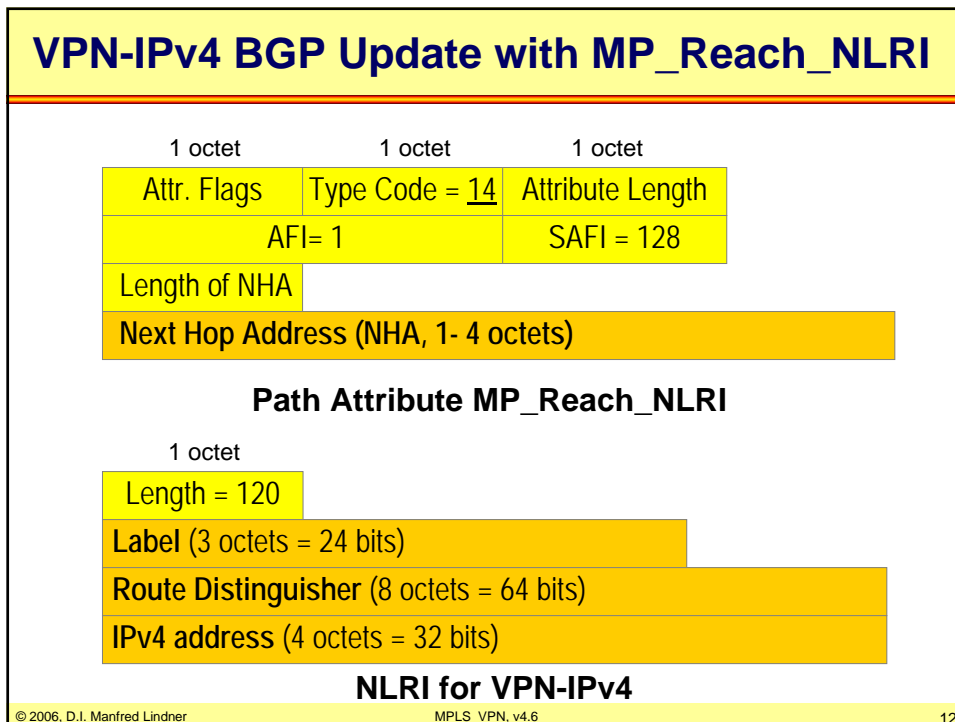 VPN-IPv4 BGP Update with MP_Reach_NLRI
1 octet 1 octet 1 octet
Attr. Flags Type Code = 14 Attribute Length
AFI= 1 SAFI = 128
Length of NHA
Next Hop Address (NHA, 1- 4 octets)
Path Attribute MP_Reach_NLRI
1 octet
Length = 120
Label (3 octets = 24 bits)
Route Distinguisher (8 octets = 64 bits)
IPv4 address (4 octets = 32 bits)
NLRI for VPN-IPv4
© 2006, D.I. Manfred Lindner MPLS_VPN, v4.6 12